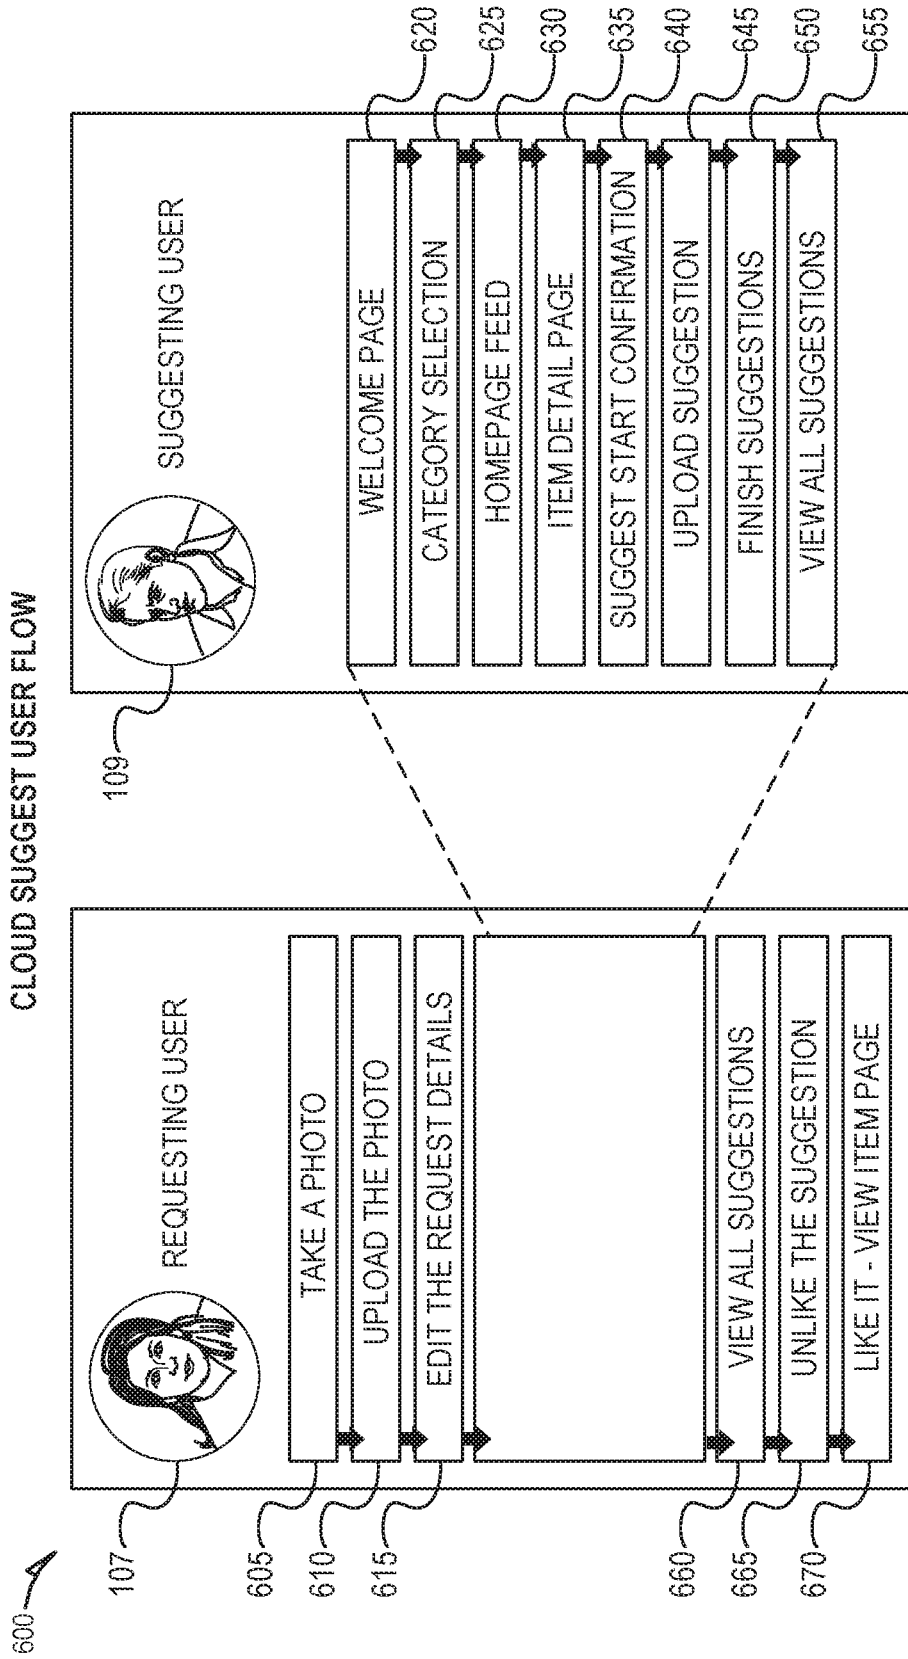 CLOUD SUGGEST USER FLOW
600
107
REQUESTING USER
605
TAKE A PHOTO
610
UPLOAD THE PHOTO
615
EDIT THE REQUEST DETAILS
660
VIEW ALL SUGGESTIONS
665
UNLIKE THE SUGGESTION
670
LIKE IT - VIEW ITEM PAGE
109
SUGGESTING USER
WELCOME PAGE
620
CATEGORY SELECTION
625
HOMEPAGE FEED
630
ITEM DETAIL PAGE
635
SUGGEST START CONFIRMATION
640
UPLOAD SUGGESTION
645
FINISH SUGGESTIONS
650
VIEW ALL SUGGESTIONS
655